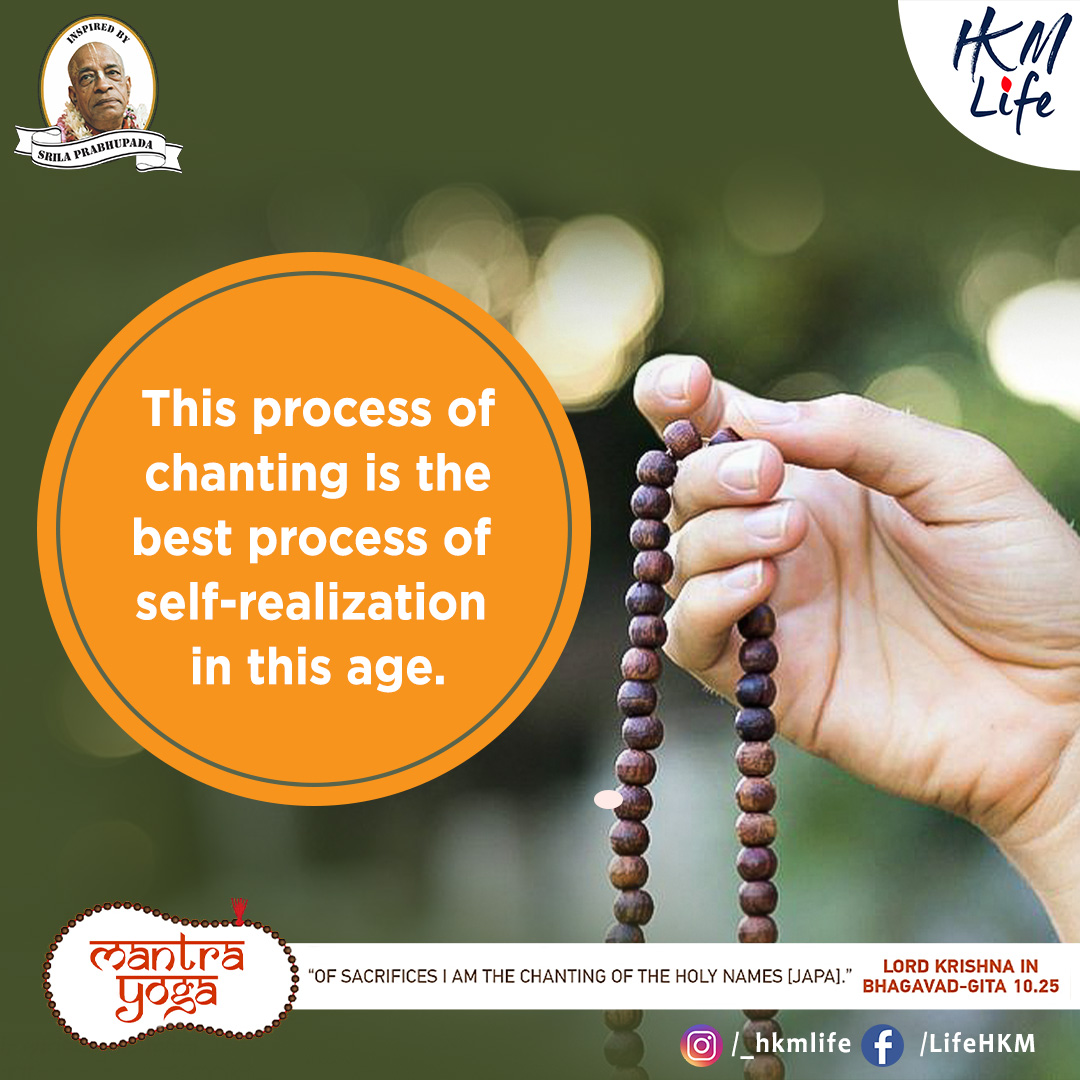 INSPIRED BY
SRILA PRABHUPADA
HKM
Life
This process of
chanting is the
best process of
self-realization
in this age.
mantra
yoga
“OF SACRIFICES I AM THE CHANTING OF THE HOLY NAMES [JAPA].”
LORD KRISHNA IN
BHAGAVAD-GITA 10.25
/_hkmlife
/LifeHKM